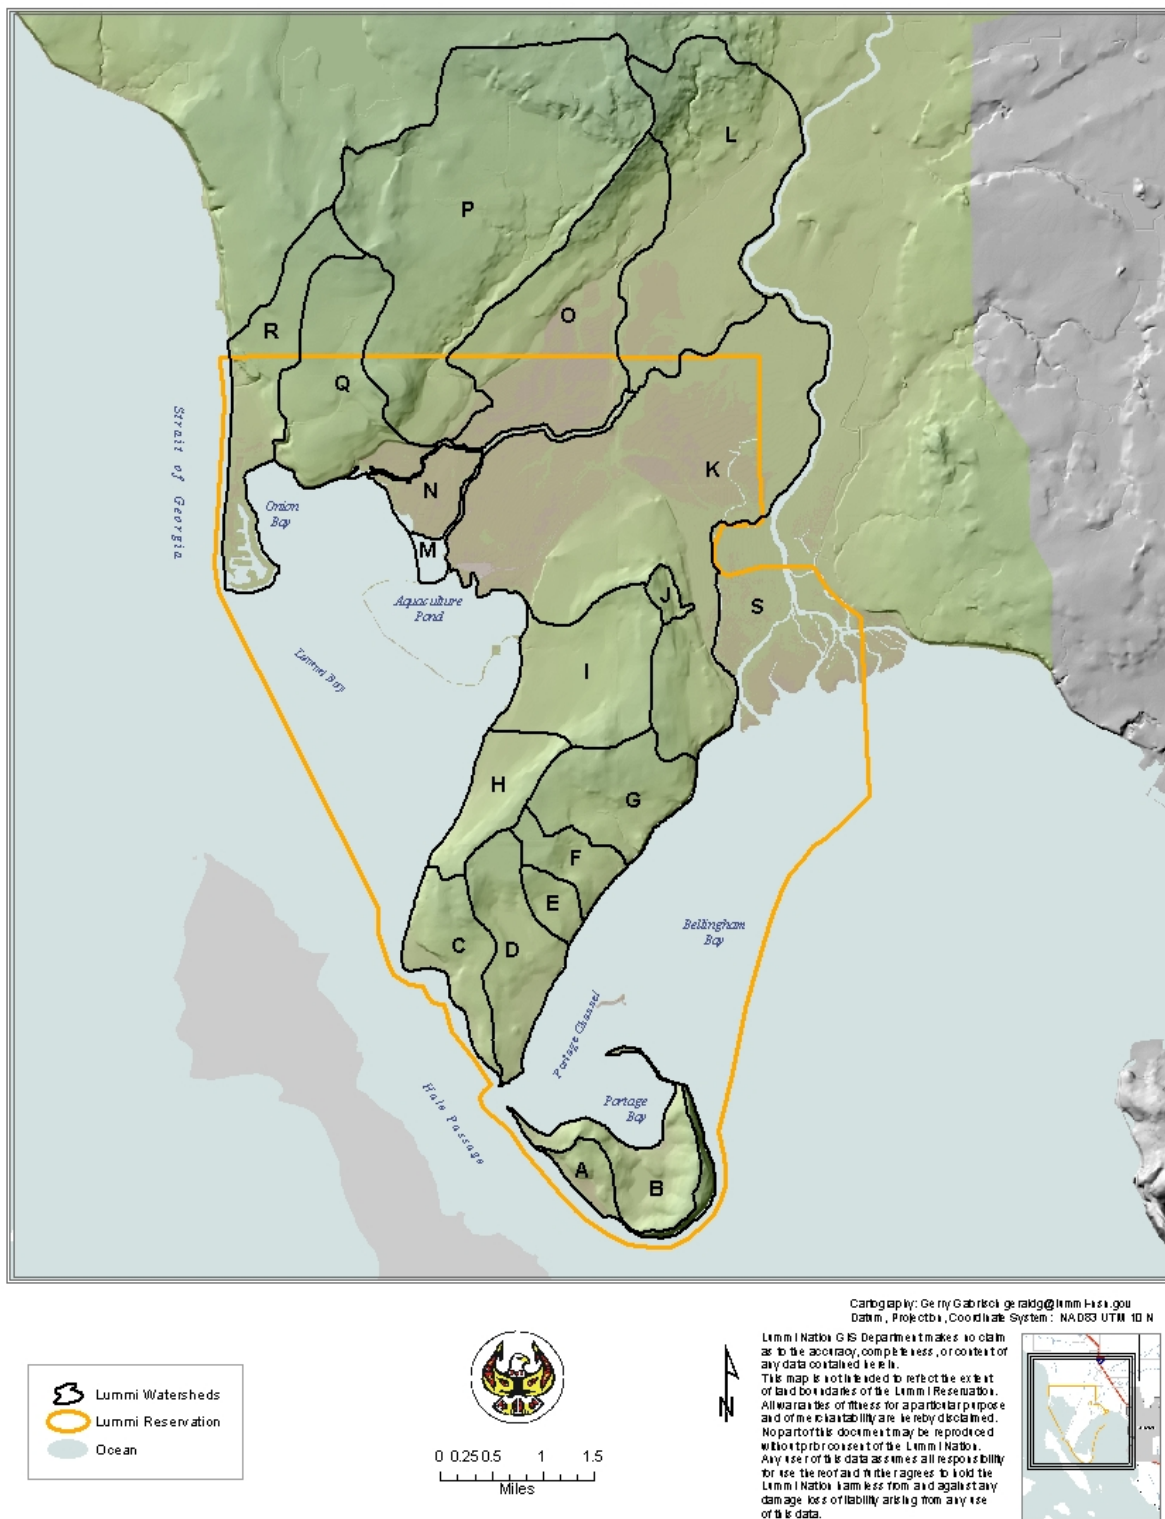 L
P
R
O
Q
Strait of Georgia
K
N
Onion
Bay
M
J
S
Aquaculture
Pond
Lummi Bay
I
H
G
F
E
C
D
Bellingham
Bay
Portage Channel
Hale Passage
Portage
Bay
A
B
Cartography: Gerry Gabrisch geraldg@lummi-nsn.gov
Datum, Projection, Coordinate System: NAD83 UTM 10 N
Lummi Nation GIS Department makes no claim
as to the accuracy, completeness, or content of
any data contained herein.
This map is not intended to reflect the extent
of land boundaries of the Lummi Reservation.
All warranties of fitness for a particular purpose
and of merchantability are hereby disclaimed.
No part of this document may be reproduced
without prior consent of the Lummi Nation.
Any user of this data assumes all responsibility
for use thereof and further agrees to hold the
Lummi Nation harmless from and against any
damage loss of liability arising from any use
of this data.
Lummi Watersheds
Lummi Reservation
Ocean
N
0 0.25 0.5 1 1.5
Miles